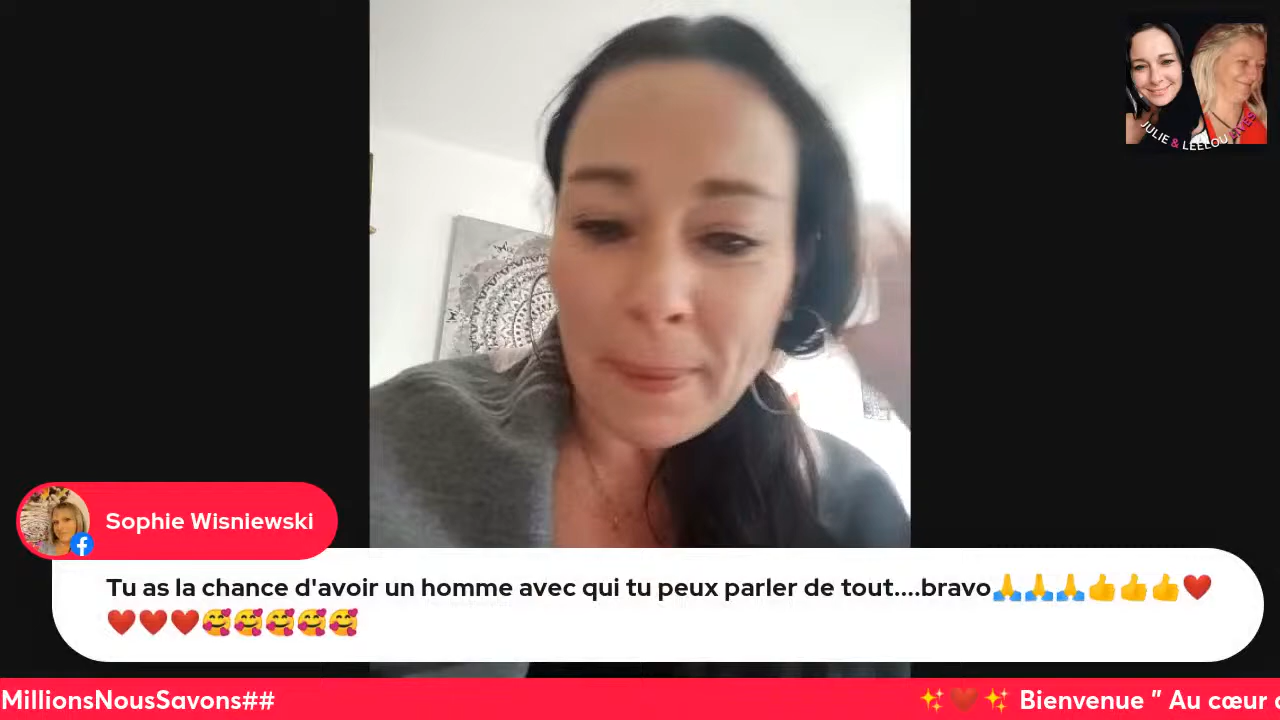 JULIE & LEELOU
Sophie Wisniewski
Tu as la chance d'avoir un homme avec qui tu peux parler de tout....bravo🙏🙏🙏👍👍👍❤️
❤️❤️❤️🥰🥰🥰🥰🥰
MillionsNousSavons## ✨❤️✨ Bienvenue " Au cœur